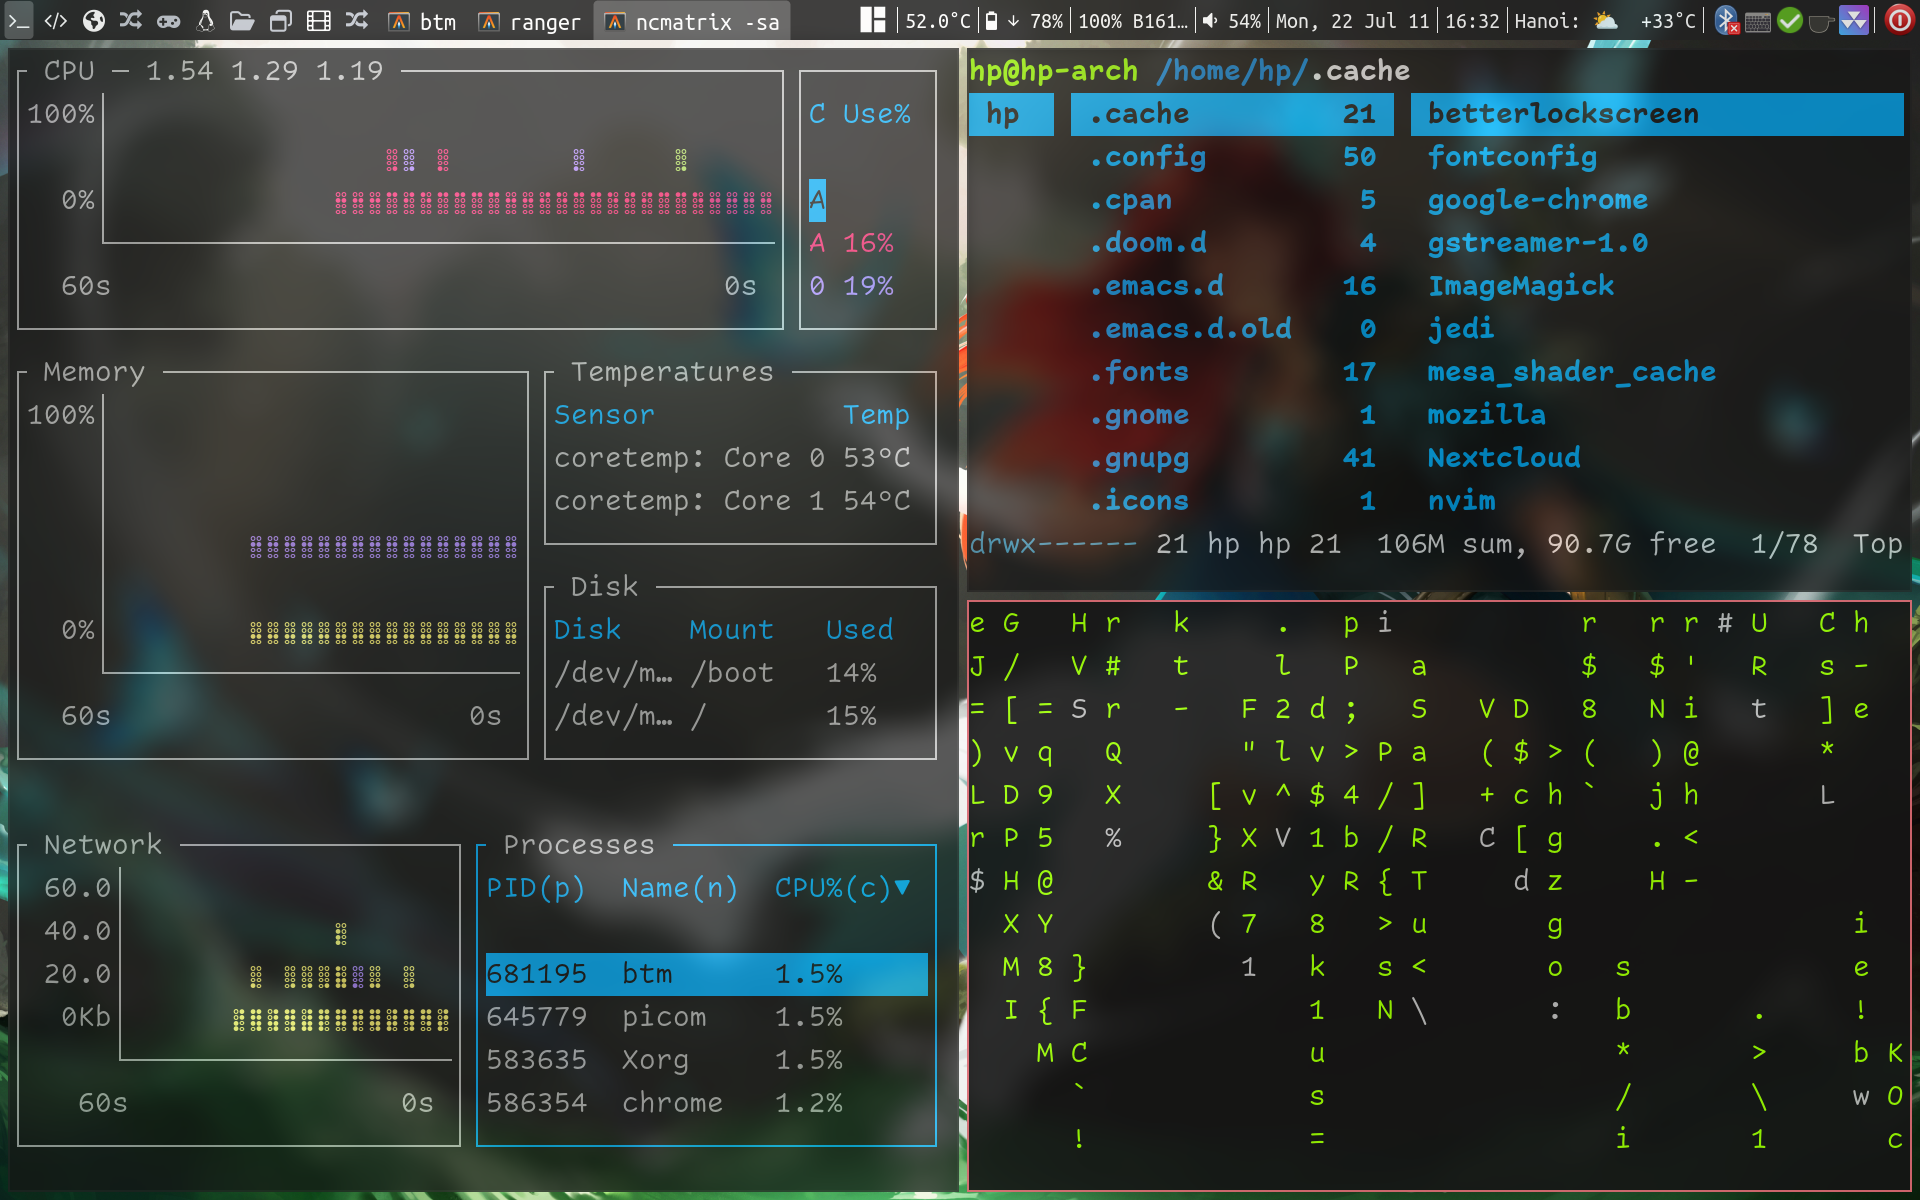 btm ranger ncmatrix -sa 52.0°C ↓ 78% 100% B161… 54% Mon, 22 Jul 11 16:32 Hanoi: +33°C
CPU — 1.54 1.29 1.19
100%
0%
60s 0s
C Use%
A
A 16%
0 19%
Memory
100%
0%
60s 0s
Temperatures
Sensor Temp
coretemp: Core 0 53°C
coretemp: Core 1 54°C
Disk
Disk Mount Used
/dev/m… /boot 14%
/dev/m… / 15%
Network
60.0
40.0
20.0
0Kb
60s 0s
Processes
PID(p) Name(n) CPU%(c)▼
681195 btm 1.5%
645779 picom 1.5%
583635 Xorg 1.5%
586354 chrome 1.2%
hp@hp-arch /home/hp/.cache
hp .cache 21 betterlockscreen
.config 50 fontconfig
.cpan 5 google-chrome
.doom.d 4 gstreamer-1.0
.emacs.d 16 ImageMagick
.emacs.d.old 0 jedi
.fonts 17 mesa_shader_cache
.gnome 1 mozilla
.gnupg 41 Nextcloud
.icons 1 nvim
drwx------ 21 hp hp 21 106M sum, 90.7G free 1/78 Top
e G H r k . p i r r r # U C h
J / V # t l P a $ $ ' R s -
= [ = S r - F 2 d ; S V D 8 N i t ] e
) v q Q " l v > P a ( $ > ( ) @ *
L D 9 X [ v ^ $ 4 / ] + c h ` j h L
r P 5 % } X V 1 b / R C [ g . <
$ H @ & R y R { T d z H -
X Y ( 7 8 > u g i
M 8 } 1 k s < o s e
I { F 1 N \ : b . !
M C u * > b K
` s / \ w O
! = i 1 c